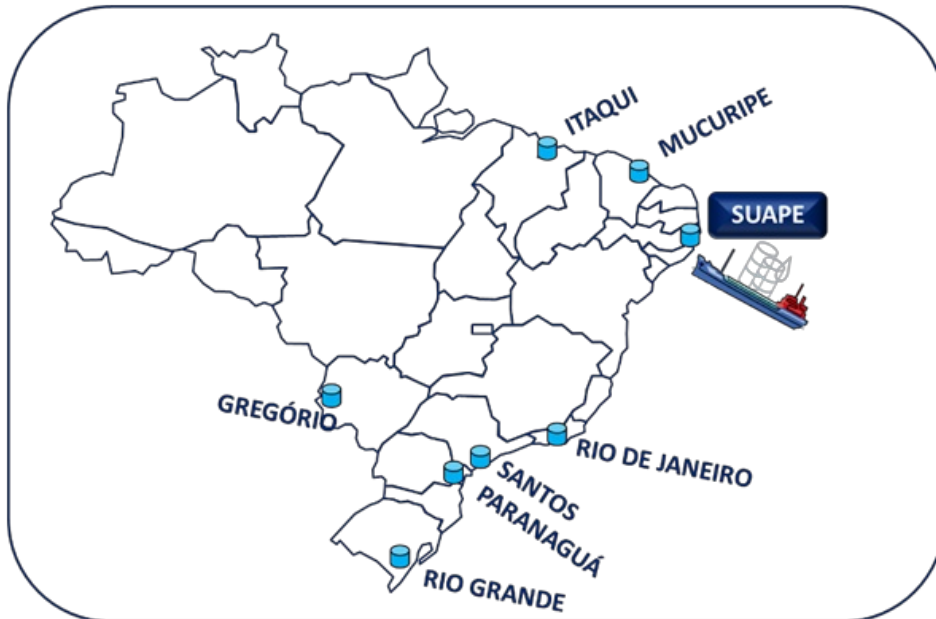 ITAQUI
MUCURIPE
SUAPE
GREGÓRIO
RIO DE JANEIRO
SANTOS
PARANAGUÁ
RIO GRANDE